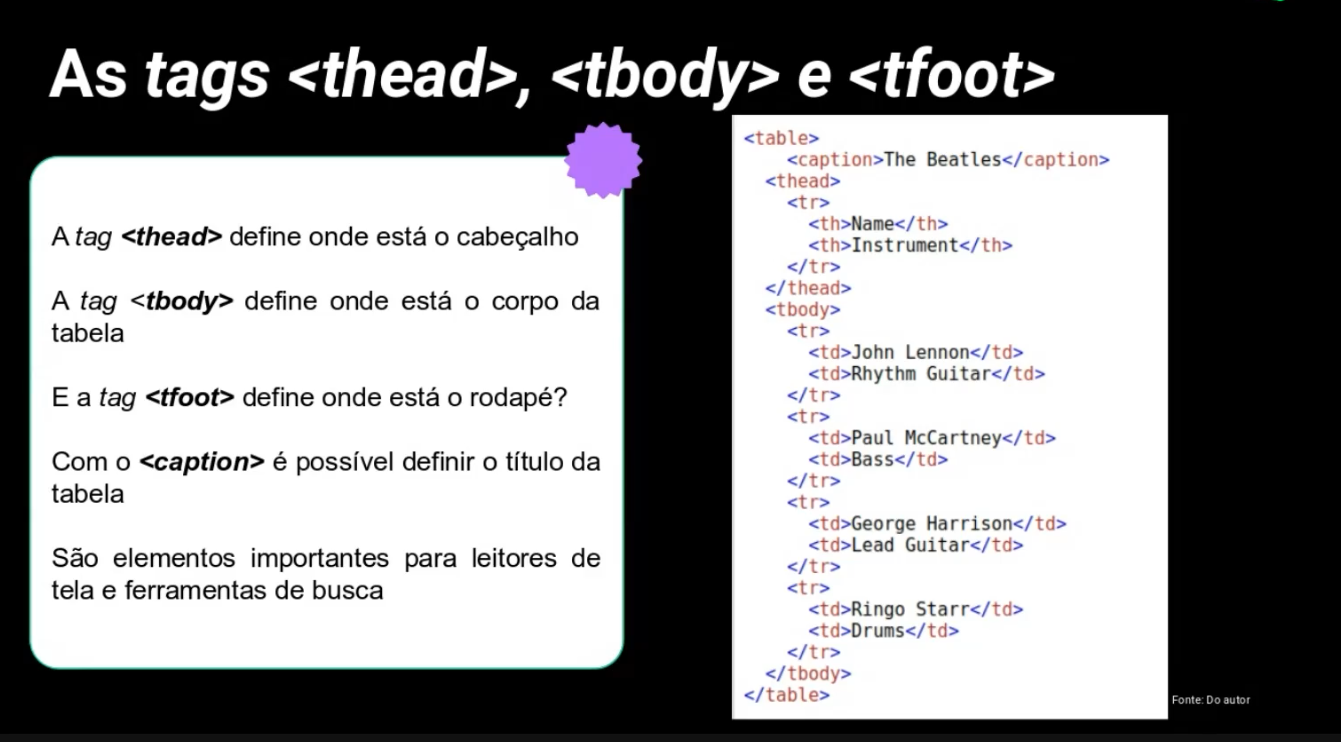 As tags <thead>, <tbody> e <tfoot>
A tag <thead> define onde está o cabeçalho
A tag <tbody> define onde está o corpo da
tabela
E a tag <tfoot> define onde está o rodapé?
Com o <caption> é possível definir o título da
tabela
São elementos importantes para leitores de
tela e ferramentas de busca
<table>
<caption>The Beatles</caption>
<thead>
<tr>
<th>Name</th>
<th>Instrument</th>
</tr>
</thead>
<tbody>
<tr>
<td>John Lennon</td>
<td>Rhythm Guitar</td>
</tr>
<tr>
<td>Paul McCartney</td>
<td>Bass</td>
</tr>
<tr>
<td>George Harrison</td>
<td>Lead Guitar</td>
</tr>
<tr>
<td>Ringo Starr</td>
<td>Drums</td>
</tr>
</tbody>
</table>
Fonte: Do autor